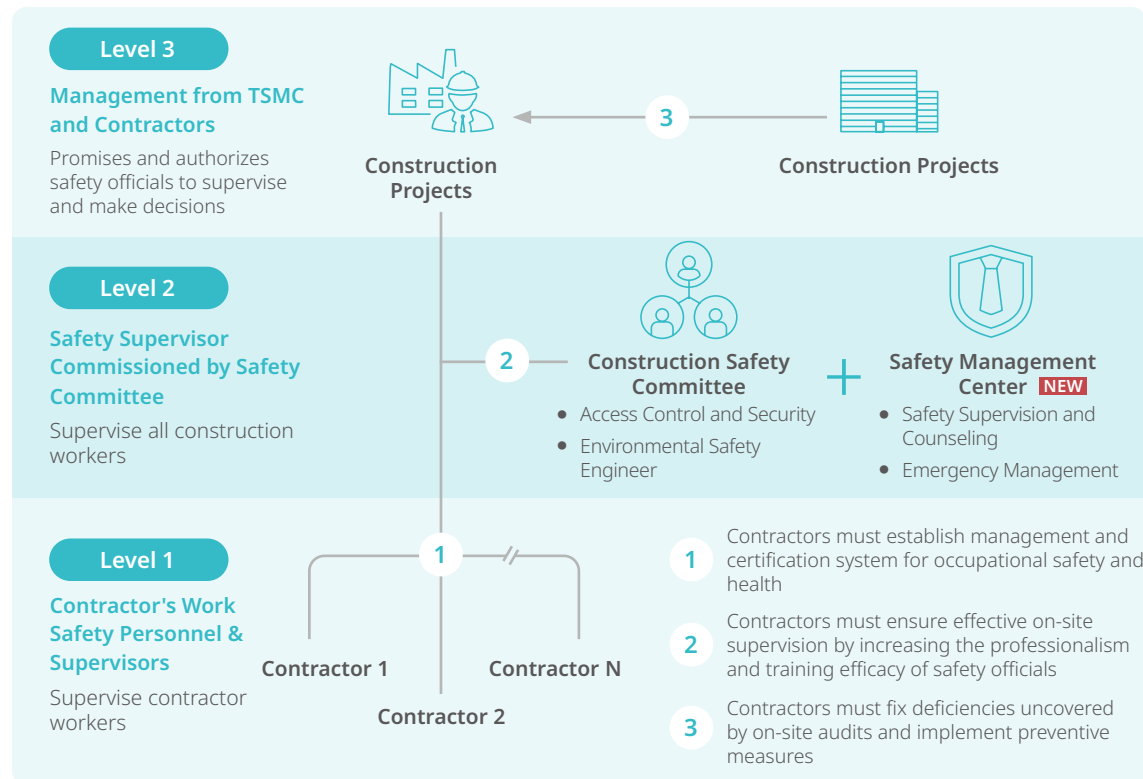 Level 3
Management from TSMC
and Contractors
Promises and authorizes
safety officials to supervise
and make decisions
Construction
Projects
3
Construction Projects
Level 2
Safety Supervisor
Commissioned by Safety
Committee
Supervise all construction
workers
2
Construction Safety
Committee
● Access Control and Security
● Environmental Safety
Engineer
+
Safety Management
Center NEW
● Safety Supervision and
Counseling
● Emergency Management
Level 1
Contractor's Work
Safety Personnel &
Supervisors
Supervise contractor
workers
1
Contractor 1
Contractor 2
Contractor N
1
Contractors must establish management and
certification system for occupational safety and
health
2
Contractors must ensure effective on-site
supervision by increasing the professionalism
and training efficacy of safety officials
3
Contractors must fix deficiencies uncovered
by on-site audits and implement preventive
measures